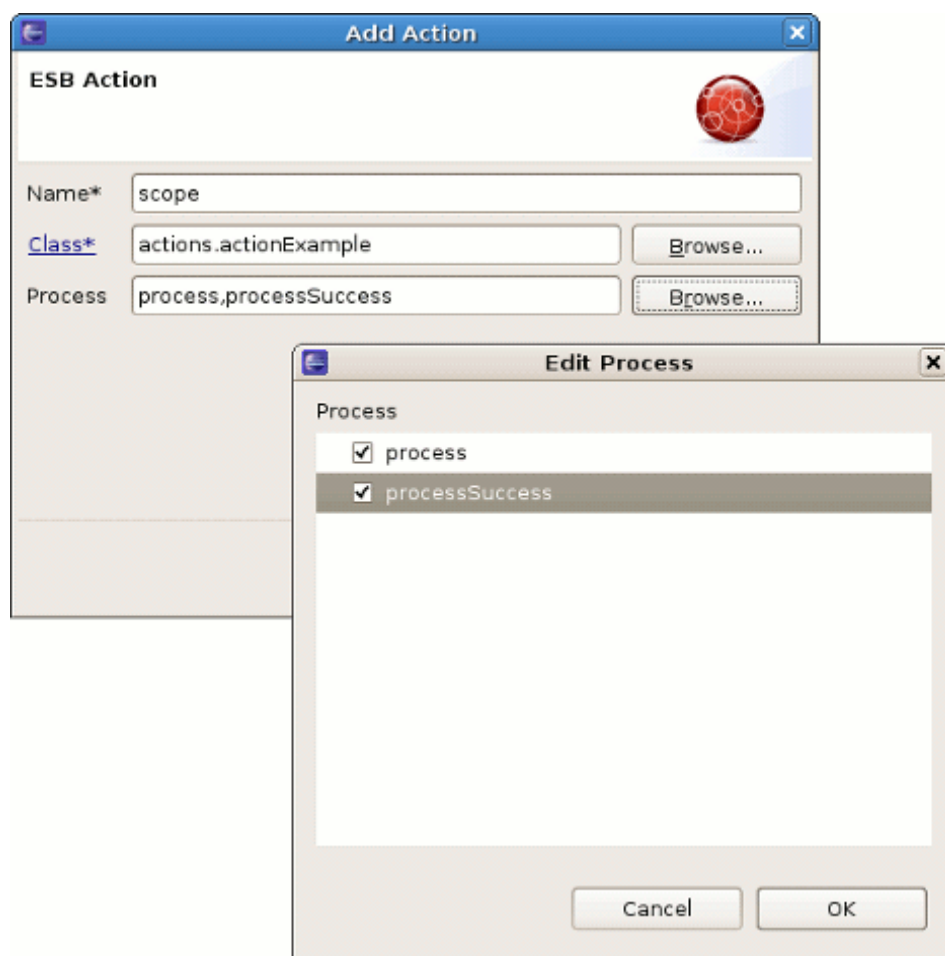 Add Action
ESB Action
Name* scope
Class* actions.actionExample Browse...
Process process,processSuccess Browse...
Edit Process
Process
process
processSuccess
Cancel OK